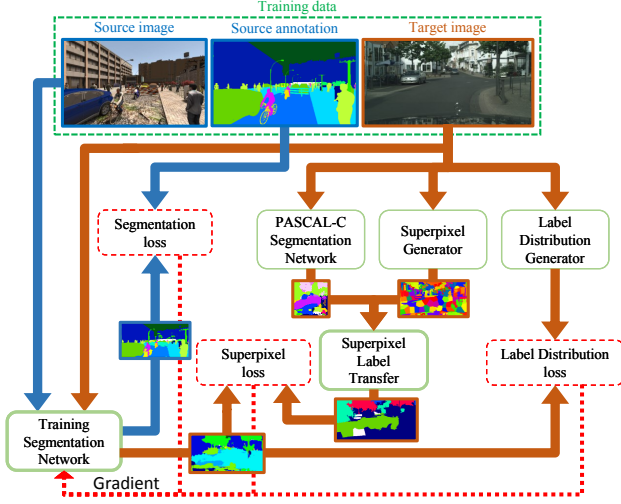 Training data
Source image
Source annotation
Target image
Segmentation
loss
PASCAL-C
Segmentation
Network
Superpixel
Generator
Label
Distribution
Generator
Superpixel
loss
Superpixel
Label
Transfer
Label Distribution
loss
Training
Segmentation
Network
Gradient